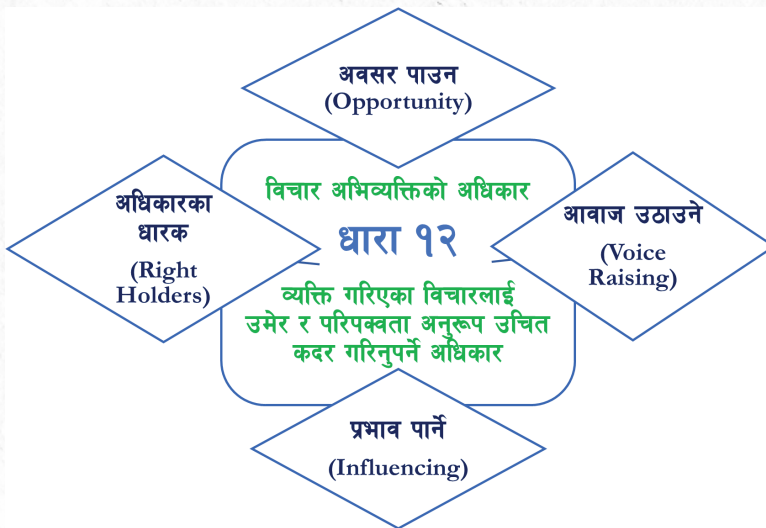 अवसर पाउन
(Opportunity)
विचार अभिव्यक्तिको अधिकार
अधिकारका
धारक
(Right
Holders)
धारा १२
आवाज उठाउने
(Voice
Raising)
व्यक्ति गरिएका विचारलाई
उमेर र परिपक्वता अनुरूप उचित
कदर गरिनुपर्ने अधिकार
प्रभाव पार्ने
(Influencing)